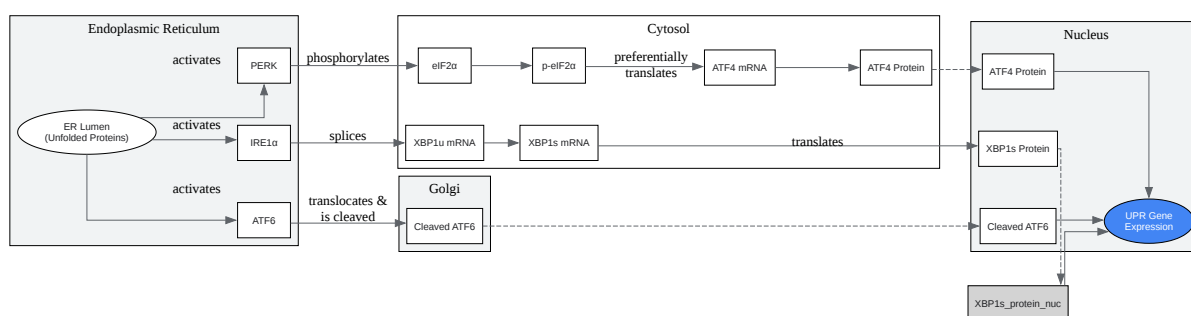 Endoplasmic Reticulum
Cytosol
Nucleus
activates
PERK
phosphorylates
eIF2α
p-eIF2α
preferentially
translates
ATF4 mRNA
ATF4 Protein
ATF4 Protein
ER Lumen
(Unfolded Proteins)
activates
IRE1α
splices
XBP1u mRNA
XBP1s mRNA
translates
XBP1s Protein
activates
ATF6
translocates &
is cleaved
Golgi
Cleaved ATF6
Cleaved ATF6
UPR Gene
Expression
XBP1s_protein_nuc